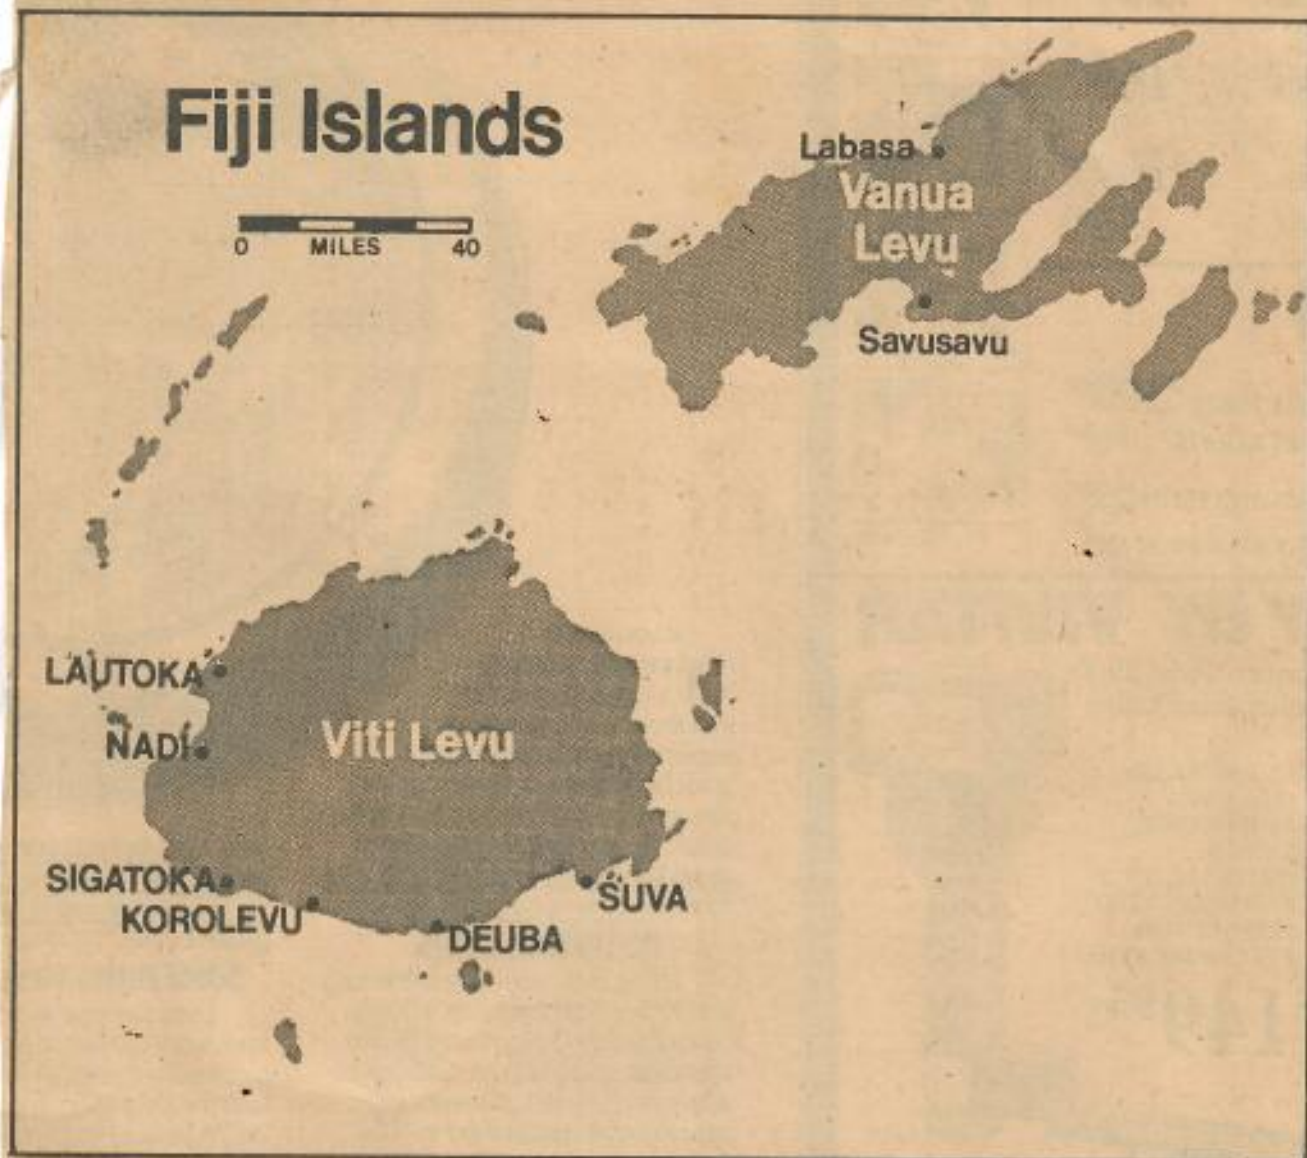 Fiji Islands
0 MILES 40
Labasa
Vanua
Levu
Savusavu
LAUTOKA
NADI
Viti Levu
SIGATOKA
KOROLEVU
SUVA
DEUBA